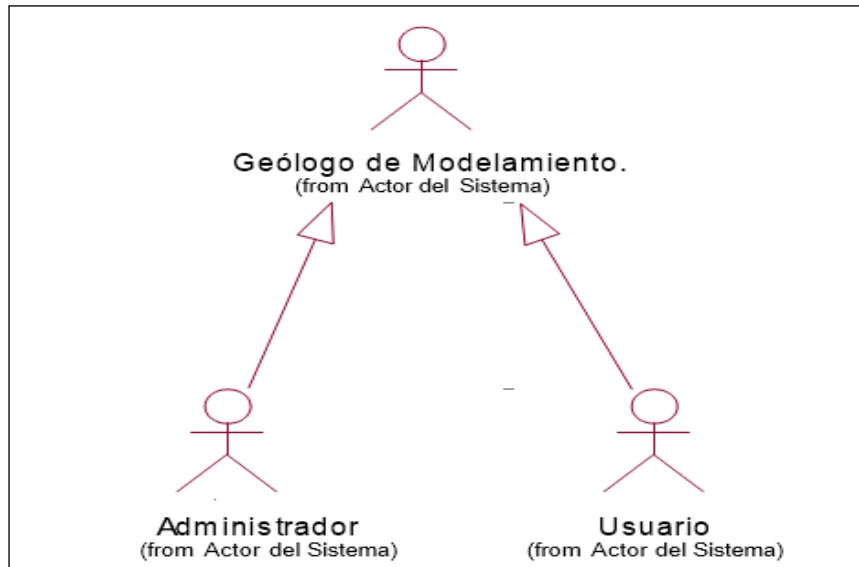 Geólogo de Modelamiento.
(from Actor del Sistema)
Administrador
(from Actor del Sistema)
Usuario
(from Actor del Sistema)